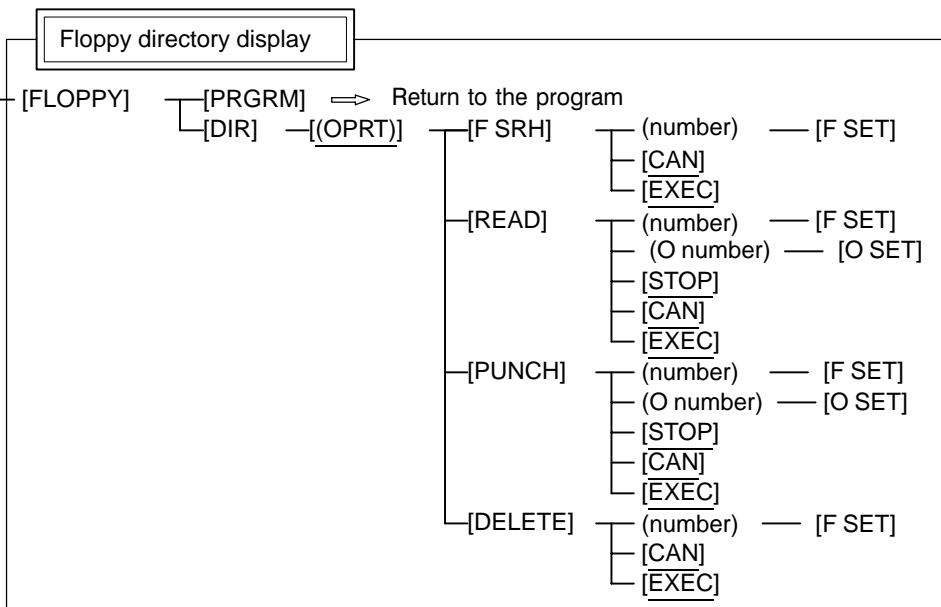 Floppy directory display
[FLOPPY] [PRGRM] Return to the program
[DIR] [(OPRT)] [F SRH] (number) [F SET]
[CAN]
[EXEC]
[READ] (number) [F SET]
(O number) [O SET]
[STOP]
[CAN]
[EXEC]
[PUNCH] (number) [F SET]
(O number) [O SET]
[STOP]
[CAN]
[EXEC]
[DELETE] (number) [F SET]
[CAN]
[EXEC]